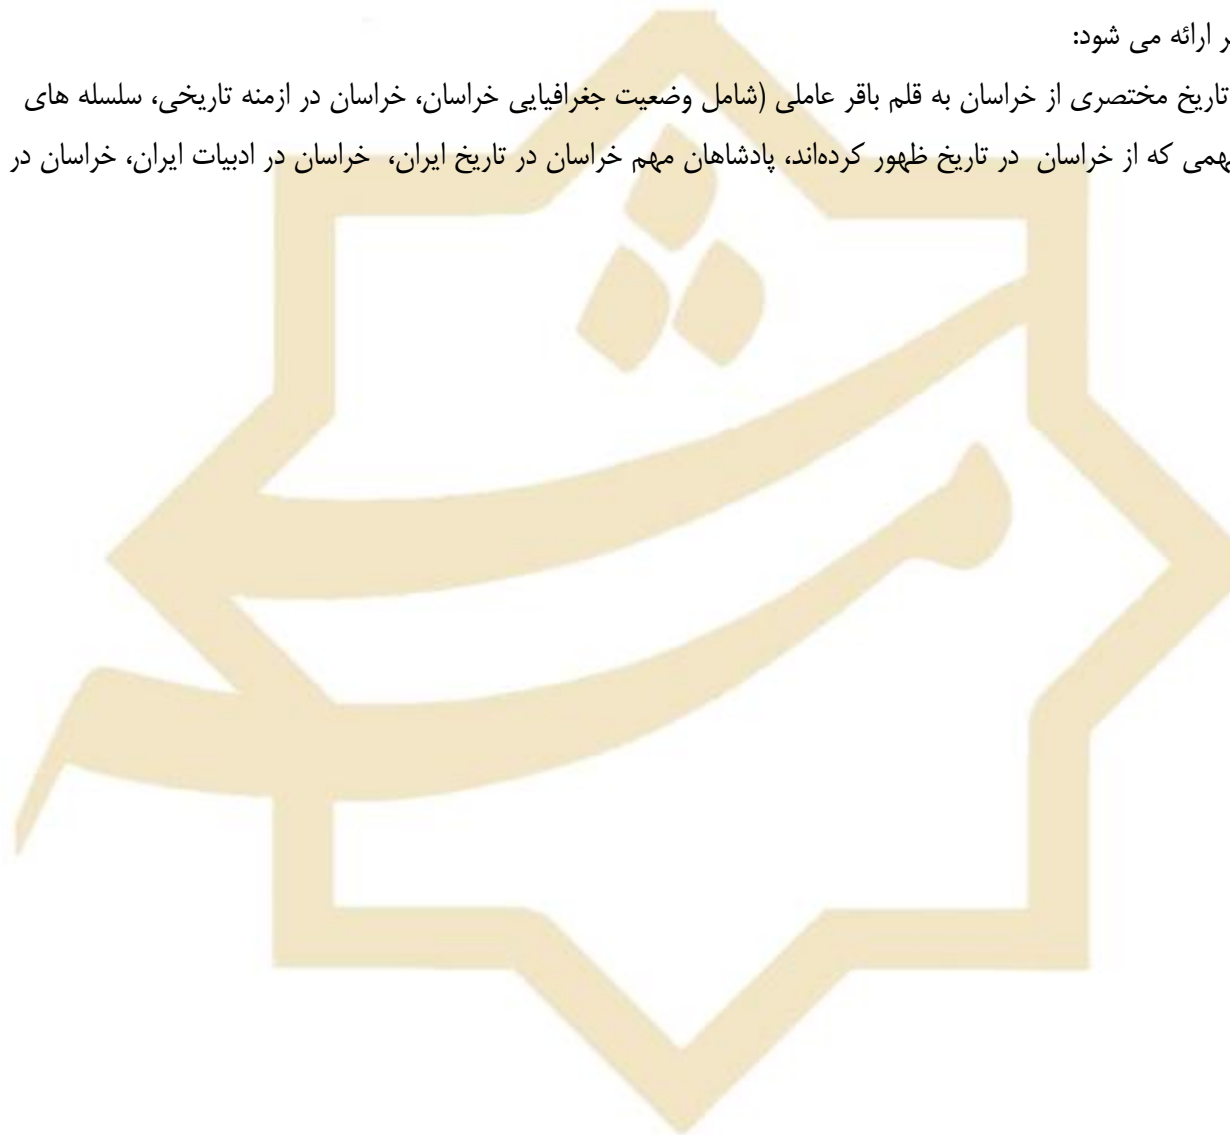 ر ارائه می شود:
تاریخ مختصری از خراسان به قلم باقر عاملی (شامل وضعیت جغرافیایی خراسان، خراسان در ازمنه تاریخی، سلسله های
همی که از خراسان در تاریخ ظهور کرده‌اند، پادشاهان مهم خراسان در تاریخ ایران، خراسان در ادبیات ایران، خراسان در